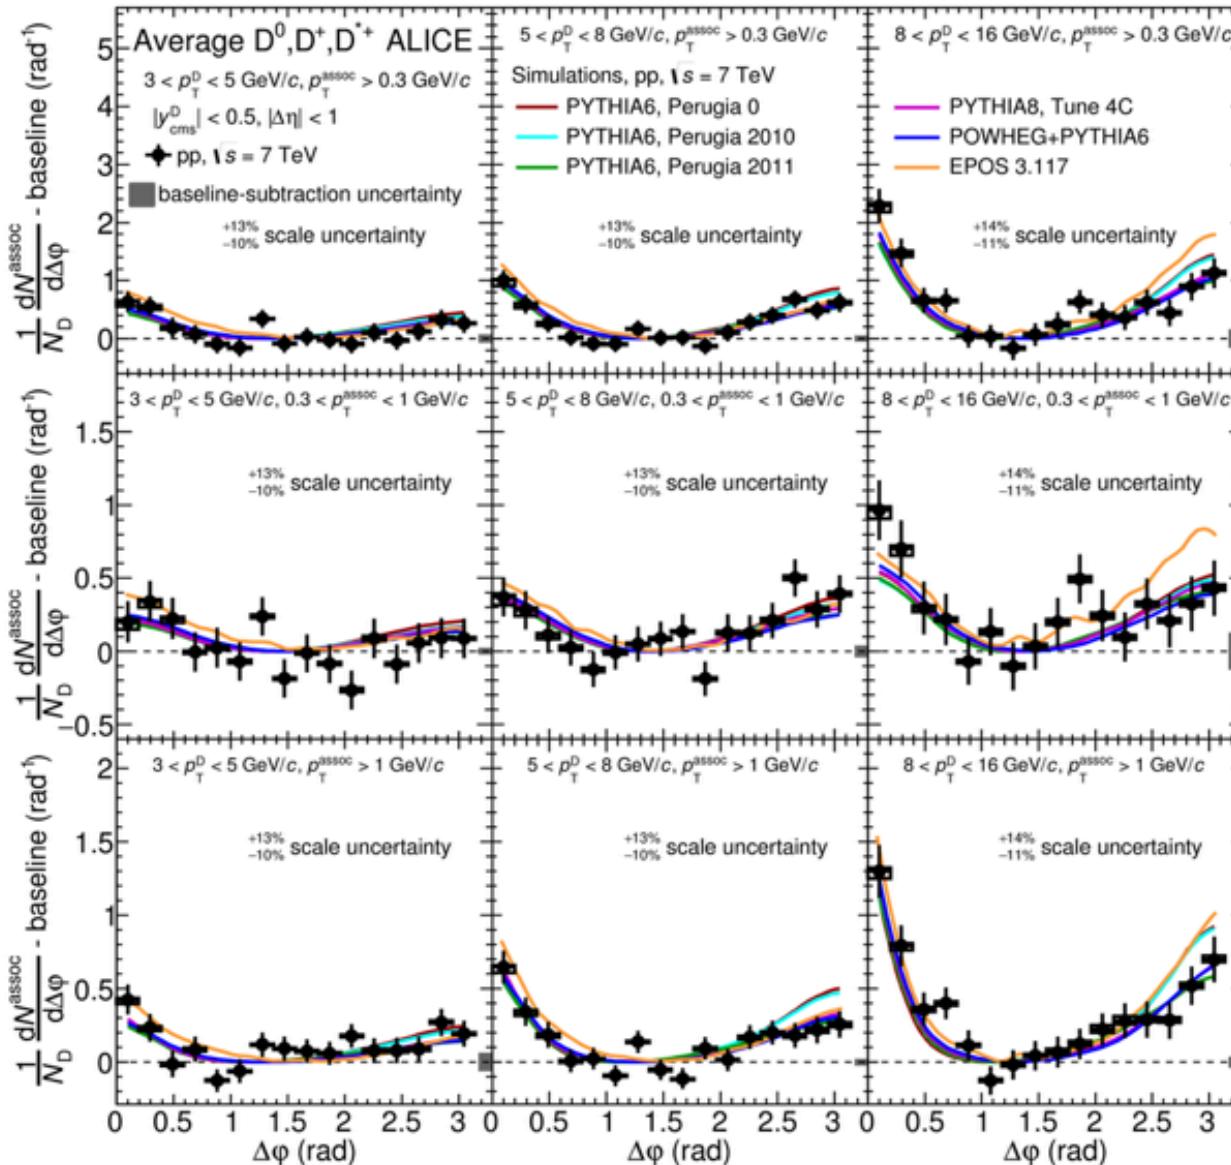 Average D⁰,D⁺,D*⁺ ALICE
3 < p_T^D < 5 GeV/c, p_T^assoc > 0.3 GeV/c
|y_cms^D| < 0.5, |Δη| < 1
pp, √s = 7 TeV
baseline-subtraction uncertainty
+13%
−10% scale uncertainty
5 < p_T^D < 8 GeV/c, p_T^assoc > 0.3 GeV/c
Simulations, pp, √s = 7 TeV
PYTHIA6, Perugia 0
PYTHIA6, Perugia 2010
PYTHIA6, Perugia 2011
+13%
−10% scale uncertainty
8 < p_T^D < 16 GeV/c, p_T^assoc > 0.3 GeV/c
PYTHIA8, Tune 4C
POWHEG+PYTHIA6
EPOS 3.117
+14%
−11% scale uncertainty
1/N_D dN^assoc/dΔφ - baseline (rad⁻¹)
5
4
3
2
1
0
3 < p_T^D < 5 GeV/c, 0.3 < p_T^assoc < 1 GeV/c
+13%
−10% scale uncertainty
5 < p_T^D < 8 GeV/c, 0.3 < p_T^assoc < 1 GeV/c
+13%
−10% scale uncertainty
8 < p_T^D < 16 GeV/c, 0.3 < p_T^assoc < 1 GeV/c
+14%
−11% scale uncertainty
1/N_D dN^assoc/dΔφ - baseline (rad⁻¹)
1.5
1
0.5
0
−0.5
3 < p_T^D < 5 GeV/c, p_T^assoc > 1 GeV/c
+13%
−10% scale uncertainty
5 < p_T^D < 8 GeV/c, p_T^assoc > 1 GeV/c
+13%
−10% scale uncertainty
8 < p_T^D < 16 GeV/c, p_T^assoc > 1 GeV/c
+14%
−11% scale uncertainty
1/N_D dN^assoc/dΔφ - baseline (rad⁻¹)
2
1.5
1
0.5
0
0 0.5 1 1.5 2 2.5 3
0 0.5 1 1.5 2 2.5 3
0 0.5 1 1.5 2 2.5 3
Δφ (rad)
Δφ (rad)
Δφ (rad)